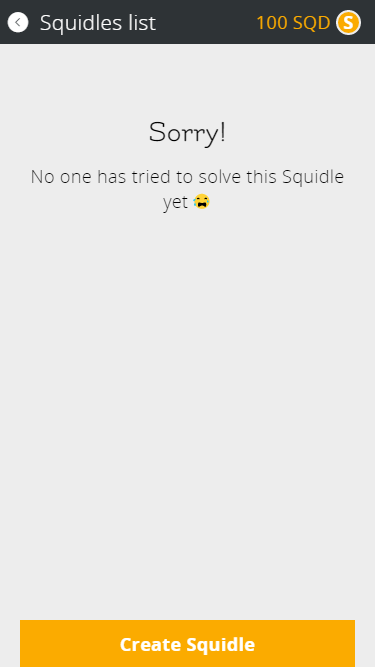 Squidles list
100 SQD S
Sorry!
No one has tried to solve this Squidle
yet 😭
Create Squidle